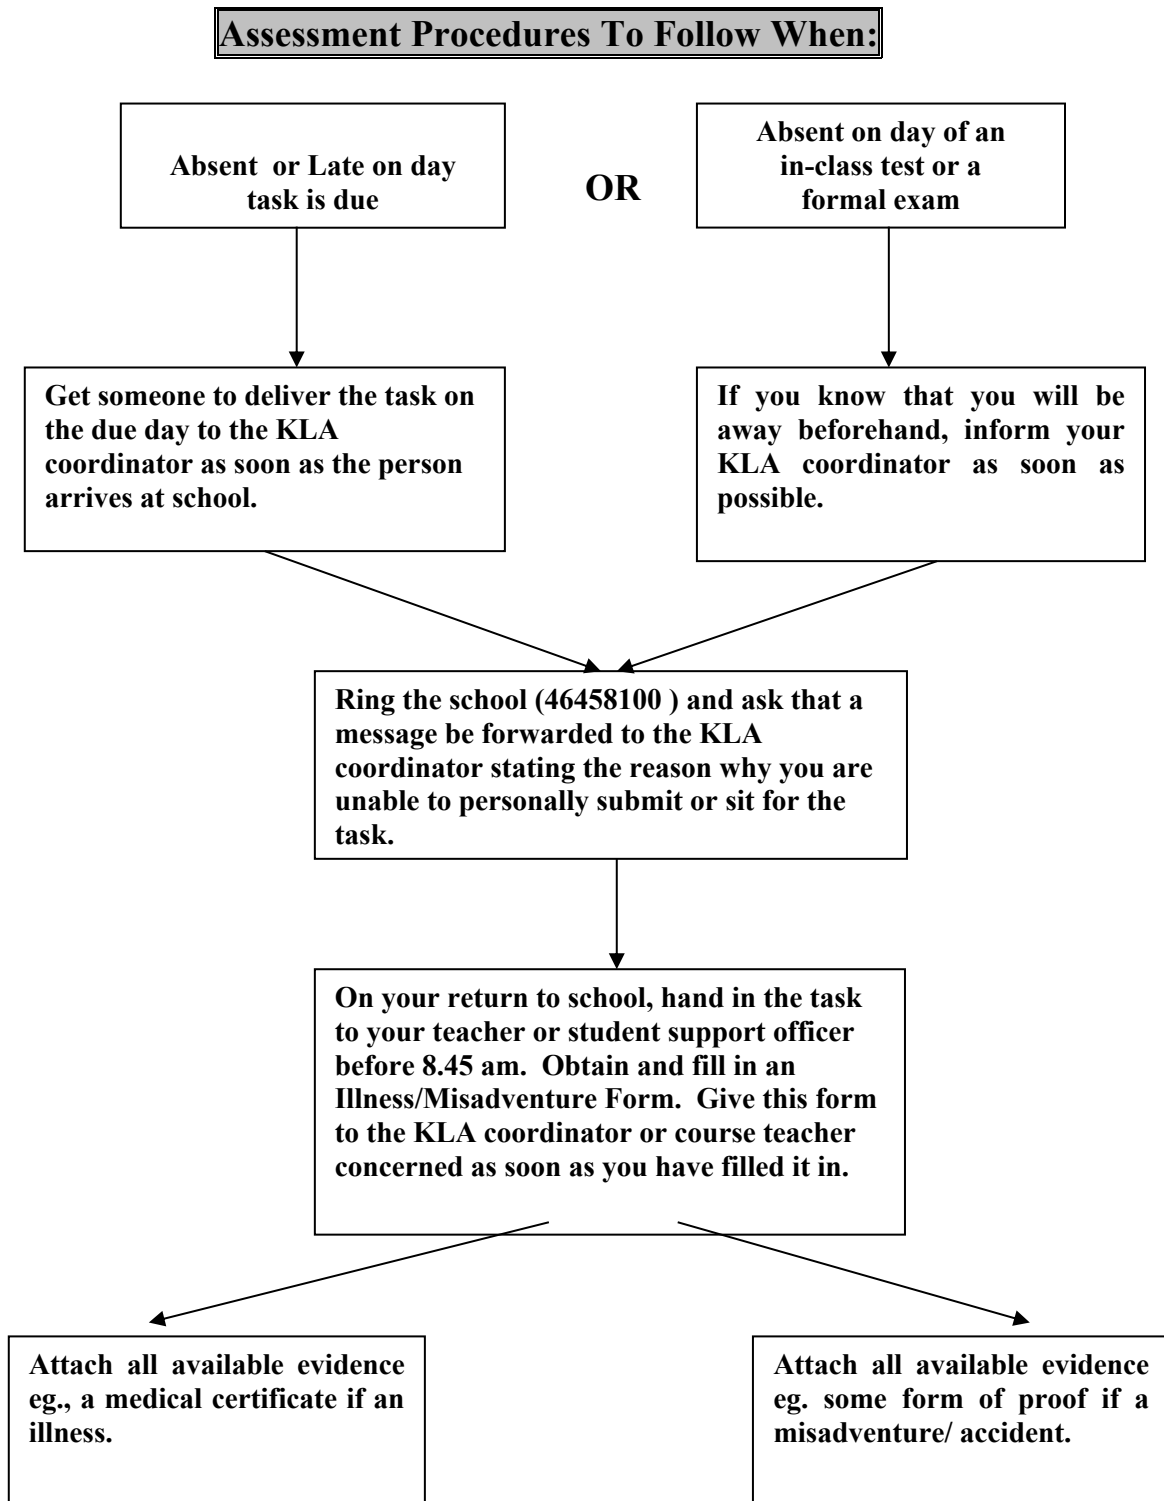 Assessment Procedures To Follow When:
Absent or Late on day
task is due
OR
Absent on day of an
in-class test or a
formal exam
Get someone to deliver the task on
the due day to the KLA
coordinator as soon as the person
arrives at school.
If you know that you will be
away beforehand, inform your
KLA coordinator as soon as
possible.
Ring the school (46458100 ) and ask that a
message be forwarded to the KLA
coordinator stating the reason why you are
unable to personally submit or sit for the
task.
On your return to school, hand in the task
to your teacher or student support officer
before 8.45 am. Obtain and fill in an
Illness/Misadventure Form. Give this form
to the KLA coordinator or course teacher
concerned as soon as you have filled it in.
Attach all available evidence
eg., a medical certificate if an
illness.
Attach all available evidence
eg. some form of proof if a
misadventure/ accident.